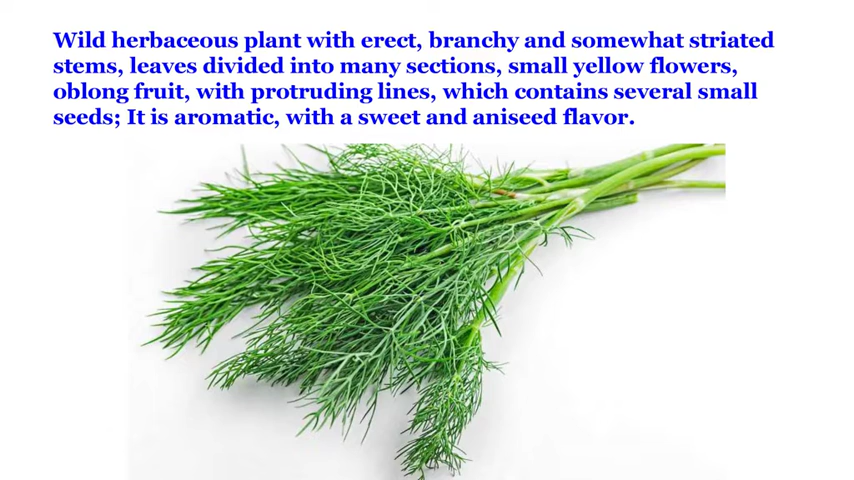 Wild herbaceous plant with erect, branchy and somewhat striated
stems, leaves divided into many sections, small yellow flowers,
oblong fruit, with protruding lines, which contains several small
seeds; It is aromatic, with a sweet and aniseed flavor.